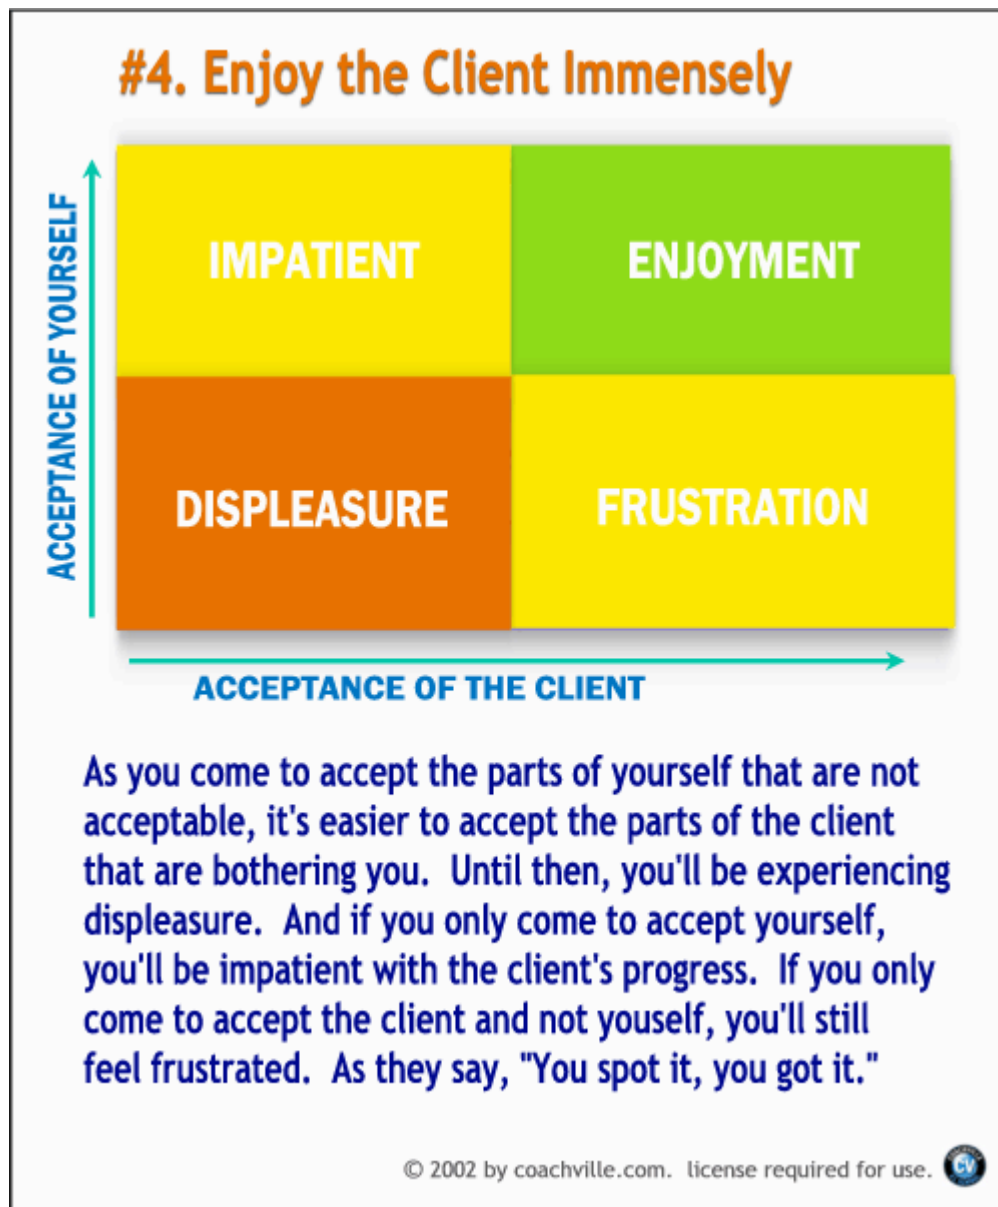 #4. Enjoy the Client Immensely
ACCEPTANCE OF YOURSELF
IMPATIENT
ENJOYMENT
DISPLEASURE
FRUSTRATION
ACCEPTANCE OF THE CLIENT
As you come to accept the parts of yourself that are not
acceptable, it's easier to accept the parts of the client
that are bothering you.  Until then, you'll be experiencing
displeasure.  And if you only come to accept yourself,
you'll be impatient with the client's progress.  If you only
come to accept the client and not youself, you'll still
feel frustrated.  As they say, "You spot it, you got it."
© 2002 by coachville.com.  license required for use.
CV